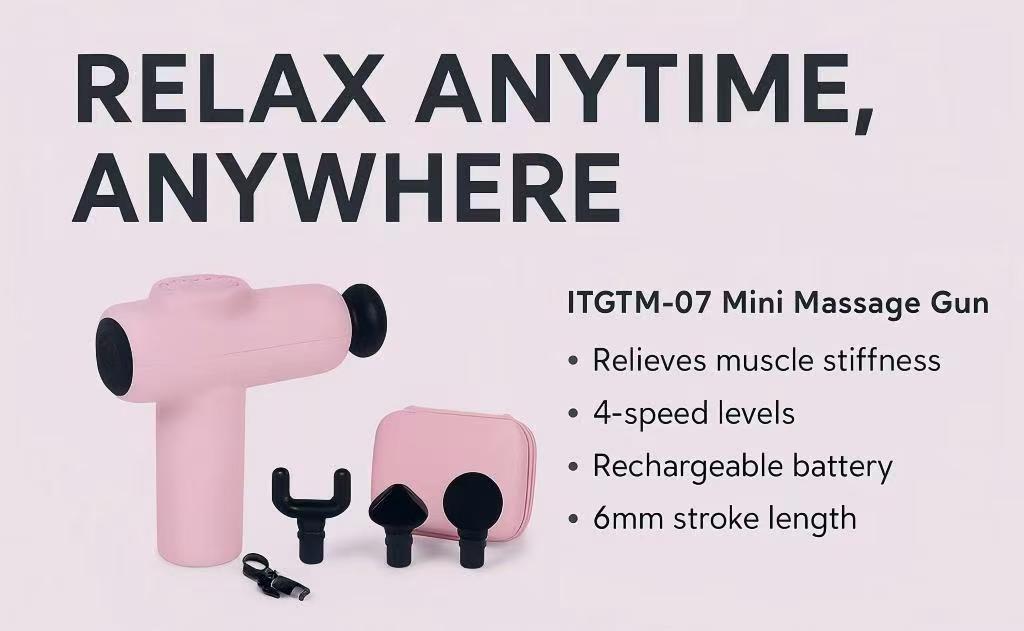 RELAX ANYTIME,
ANYWHERE
ITGTM-07 Mini Massage Gun
• Relieves muscle stiffness
• 4-speed levels
• Rechargeable battery
• 6mm stroke length